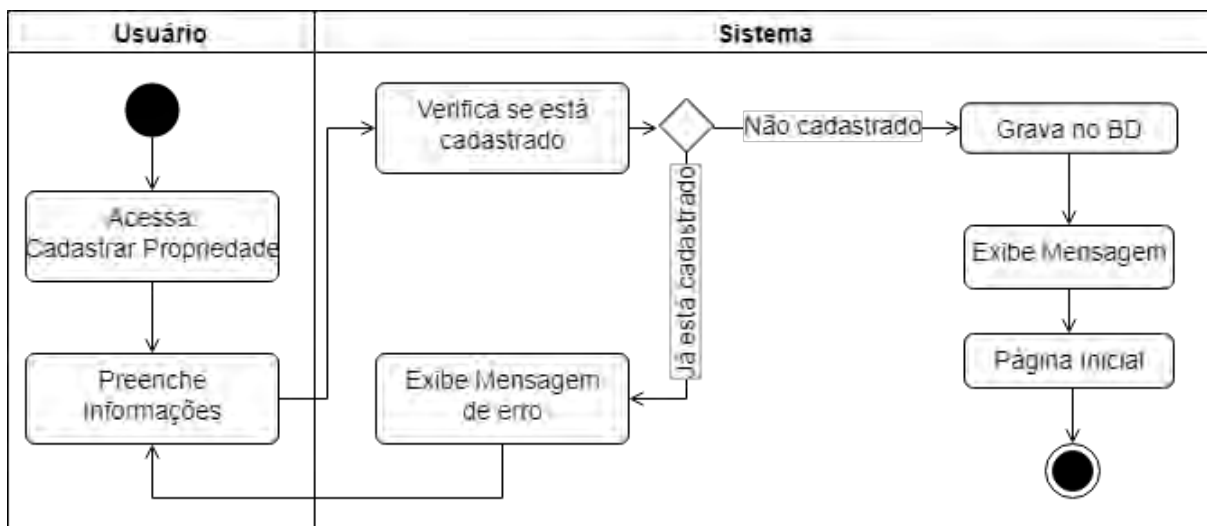 Usuário
Sistema
Acessa:
Cadastrar Propriedade
Preenche
Informações
Verifica se está
cadastrado
Não cadastrado
Já está cadastrado
Exibe Mensagem
de erro
Grava no BD
Exibe Mensagem
Página Inicial